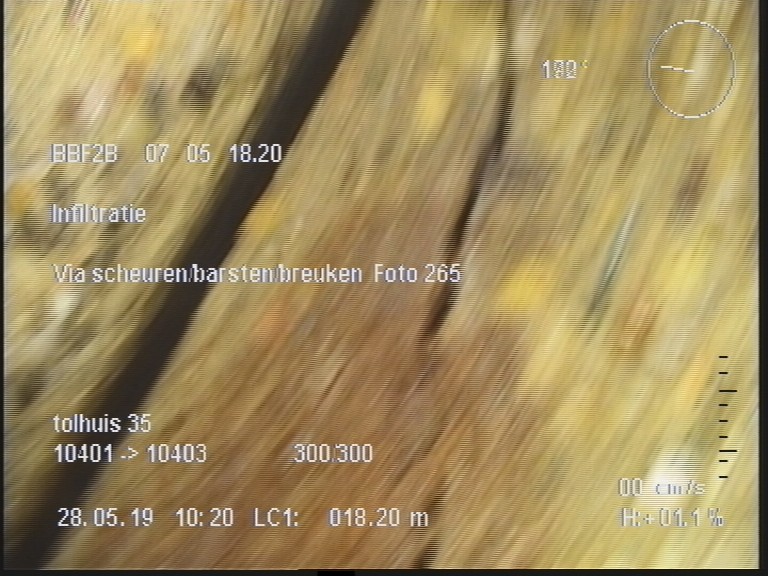 BBF2B 07 05 18.20
Infiltratie
Via scheuren/barsten/breuken Foto 265
tolhuis 35
10401 -> 10403 300/300
00 cm/s
28.05.19 10:20 LC1: 018.20 m H:+01.1 %